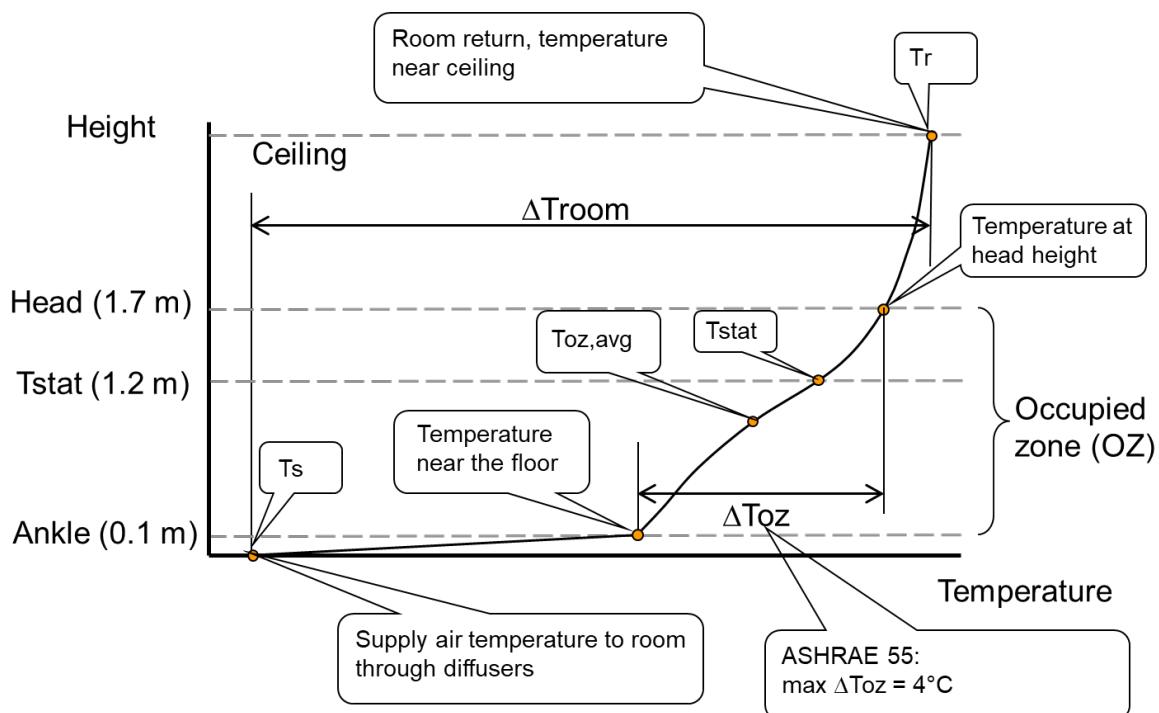 Room return, temperature
near ceiling
Tr
Height
Ceiling
ΔTroom
Temperature at
head height
Head (1.7 m)
Toz,avg
Tstat
Tstat (1.2 m)
Occupied
zone (OZ)
Temperature
near the floor
Ts
ΔToz
Ankle (0.1 m)
Temperature
Supply air temperature to room
through diffusers
ASHRAE 55:
max ΔToz = 4°C